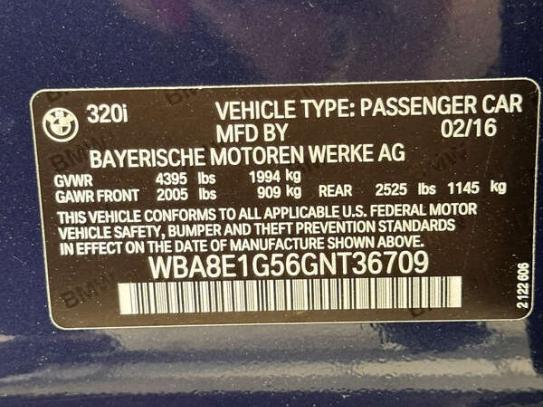 320i VEHICLE TYPE: PASSENGER CAR
MFD BY 02/16
BAYERISCHE MOTOREN WERKE AG
GVWR 4395 lbs 1994 kg
GAWR FRONT 2005 lbs 909 kg REAR 2525 lbs 1145 kg
THIS VEHICLE CONFORMS TO ALL APPLICABLE U.S. FEDERAL MOTOR
VEHICLE SAFETY, BUMPER AND THEFT PREVENTION STANDARDS
IN EFFECT ON THE DATE OF MANUFACTURE SHOWN ABOVE.
WBA8E1G56GNT36709
2 122 606